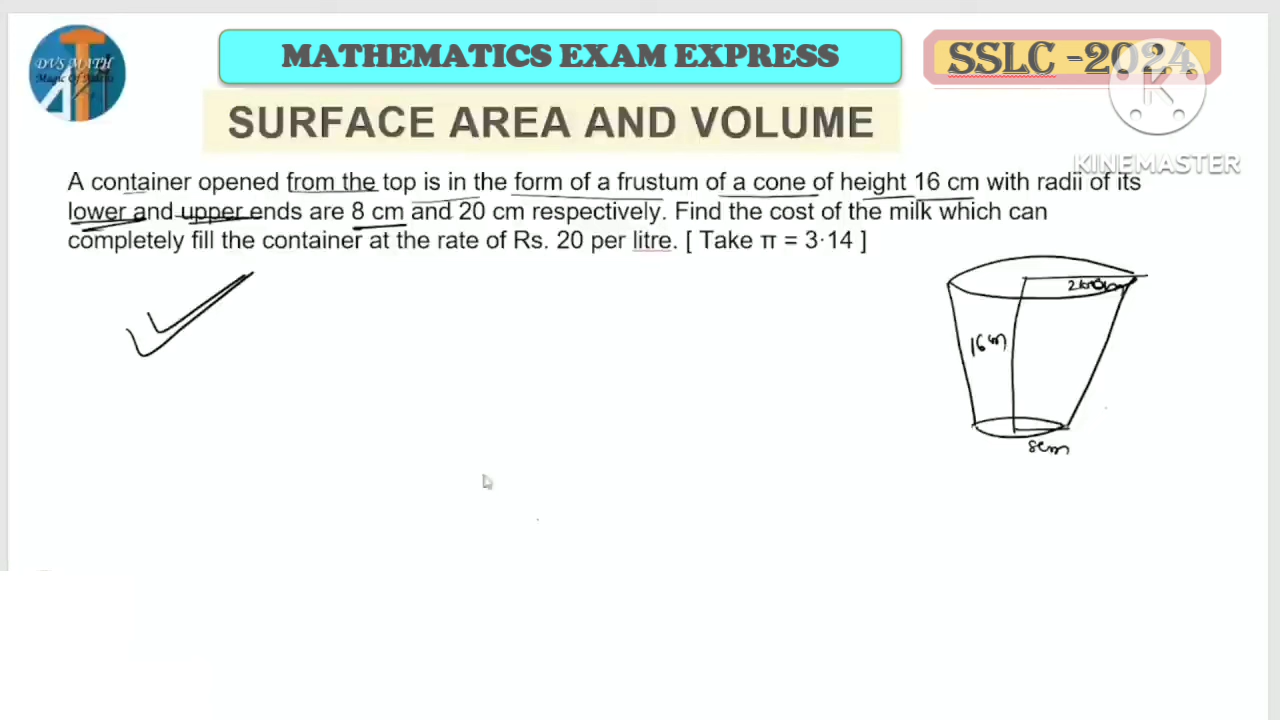 DVS MATH
MATHEMATICS EXAM EXPRESS
SSLC -2024
KINEMASTER
SURFACE AREA AND VOLUME
A container opened from the top is in the form of a frustum of a cone of height 16 cm with radii of its
lower and upper ends are 8 cm and 20 cm respectively. Find the cost of the milk which can
completely fill the container at the rate of Rs. 20 per litre. [ Take π = 3·14 ]
16cm
8cm